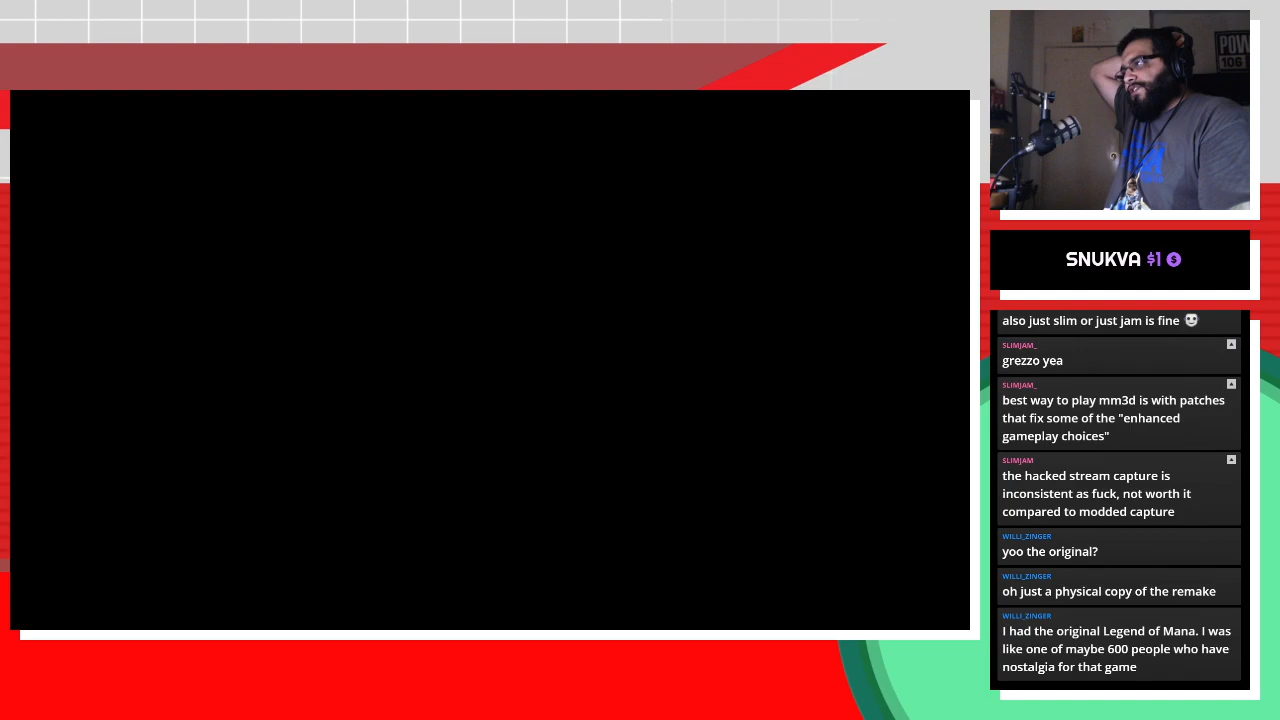 POW
106
SNUKVA $1
also just slim or just jam is fine
SLIMJAM_
grezzo yea
SLIMJAM_
best way to play mm3d is with patches
that fix some of the "enhanced
gameplay choices"
SLIMJAM
the hacked stream capture is
inconsistent as fuck, not worth it
compared to modded capture
WILLI_ZINGER
yoo the original?
WILLI_ZINGER
oh just a physical copy of the remake
WILLI_ZINGER
I had the original Legend of Mana. I was
like one of maybe 600 people who have
nostalgia for that game